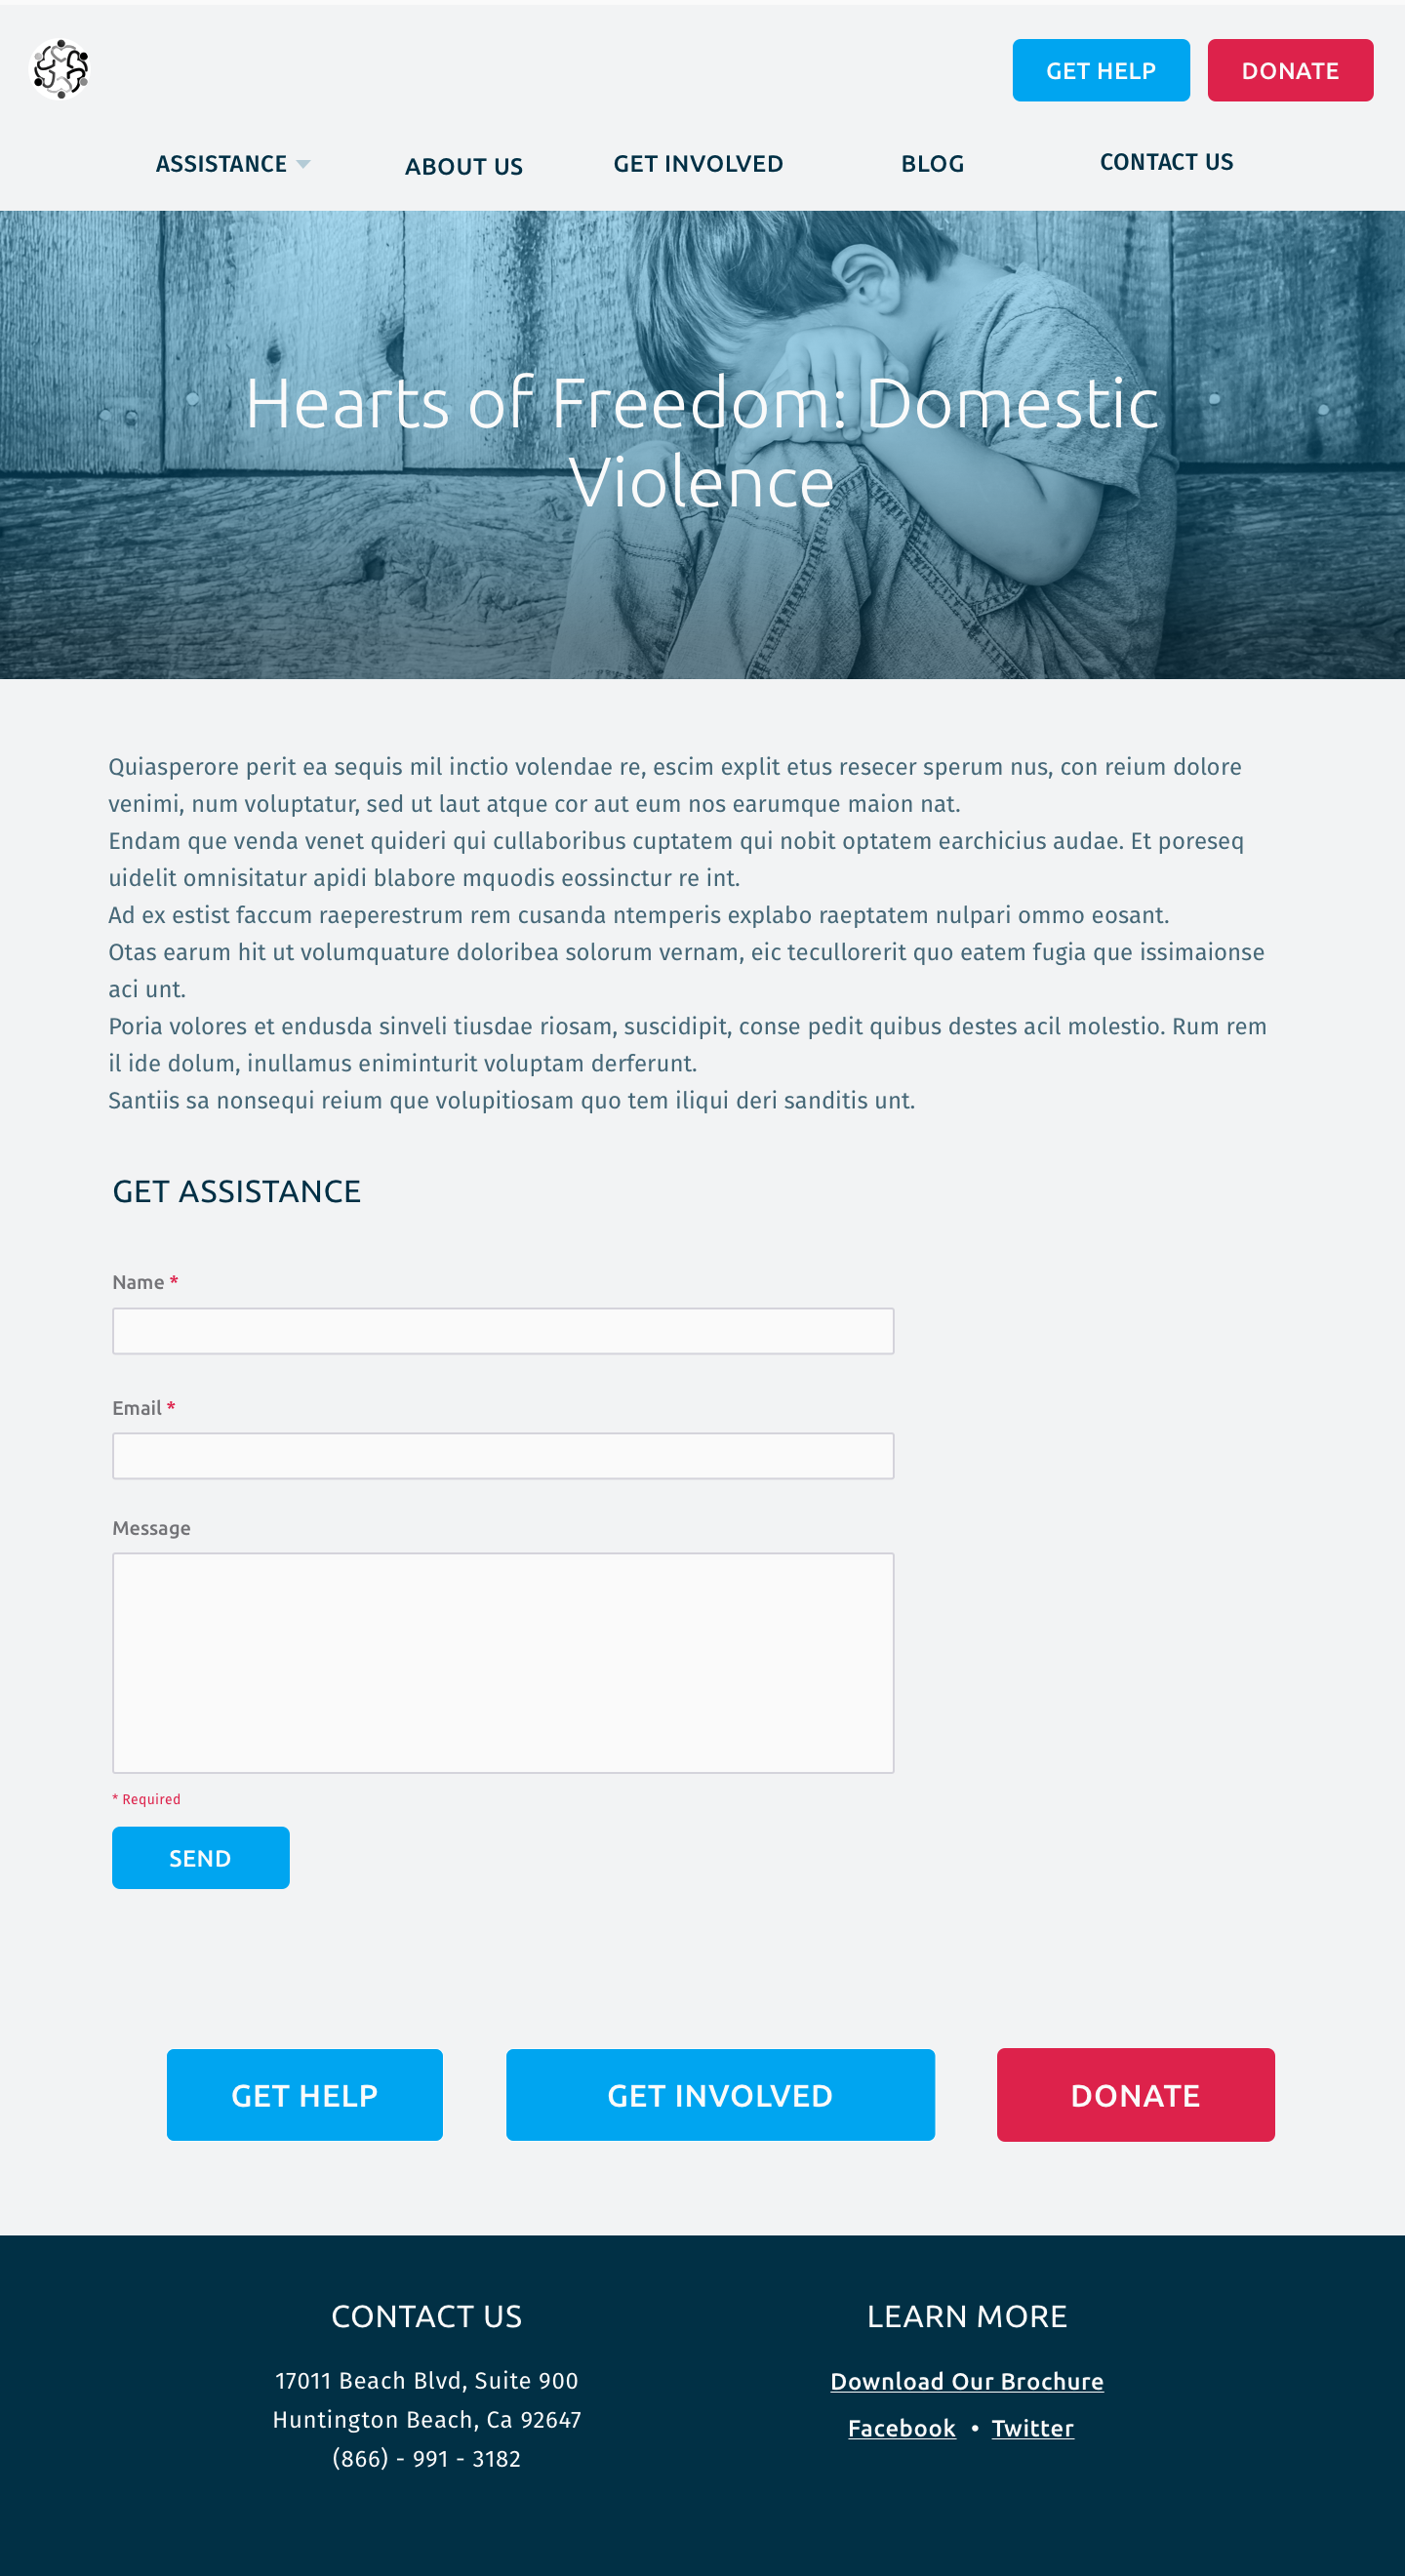 GET HELP
DONATE
ASSISTANCE
ABOUT US
GET INVOLVED
BLOG
CONTACT US
Hearts of Freedom: Domestic
Violence
Quiasperore perit ea sequis mil inctio volendae re, escim explit etus resecer sperum nus, con reium dolore
venimi, num voluptatur, sed ut laut atque cor aut eum nos earumque maion nat.
Endam que venda venet quideri qui cullaboribus cuptatem qui nobit optatem earchicius audae. Et poreseq
uidelit omnisitatur apidi blabore mquodis eossinctur re int.
Ad ex estist faccum raeperestrum rem cusanda ntemperis explabo raeptatem nulpari ommo eosant.
Otas earum hit ut volumquature doloribea solorum vernam, eic tecullorerit quo eatem fugia que issimaionse
aci unt.
Poria volores et endusda sinveli tiusdae riosam, suscidipit, conse pedit quibus destes acil molestio. Rum rem
il ide dolum, inullamus eniminturit voluptam derferunt.
Santiis sa nonsequi reium que volupitiosam quo tem iliqui deri sanditis unt.
GET ASSISTANCE
Name *
Email *
Message
* Required
SEND
GET HELP
GET INVOLVED
DONATE
CONTACT US
17011 Beach Blvd, Suite 900
Huntington Beach, Ca 92647
(866) - 991 - 3182
LEARN MORE
Download Our Brochure
Facebook • Twitter